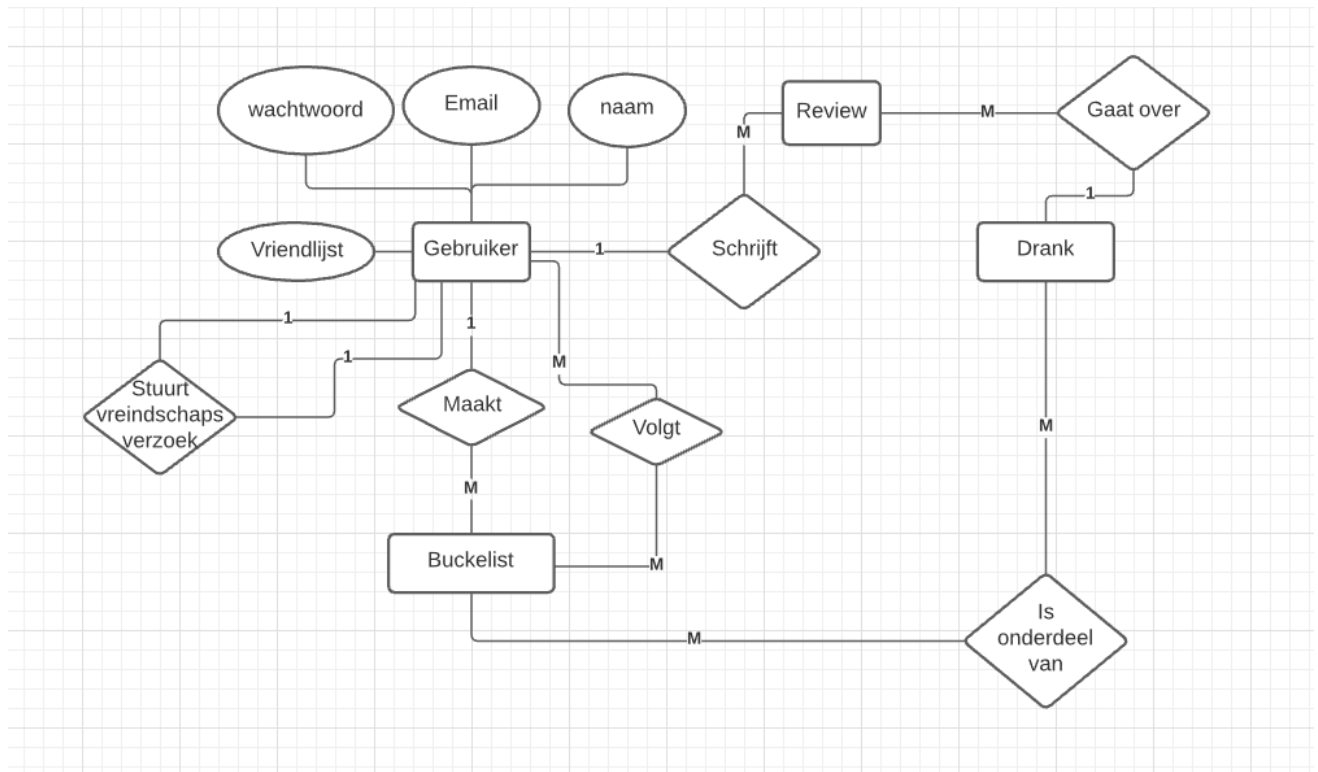 wachtwoord
Email
naam
Review
M
Gaat over
M
1
Vriendlijst
Gebruiker
1
Schrijft
Drank
1
1
1
M
Stuurt
vreindschaps
verzoek
Maakt
Volgt
M
M
Buckelist
M
M
Is
onderdeel
van